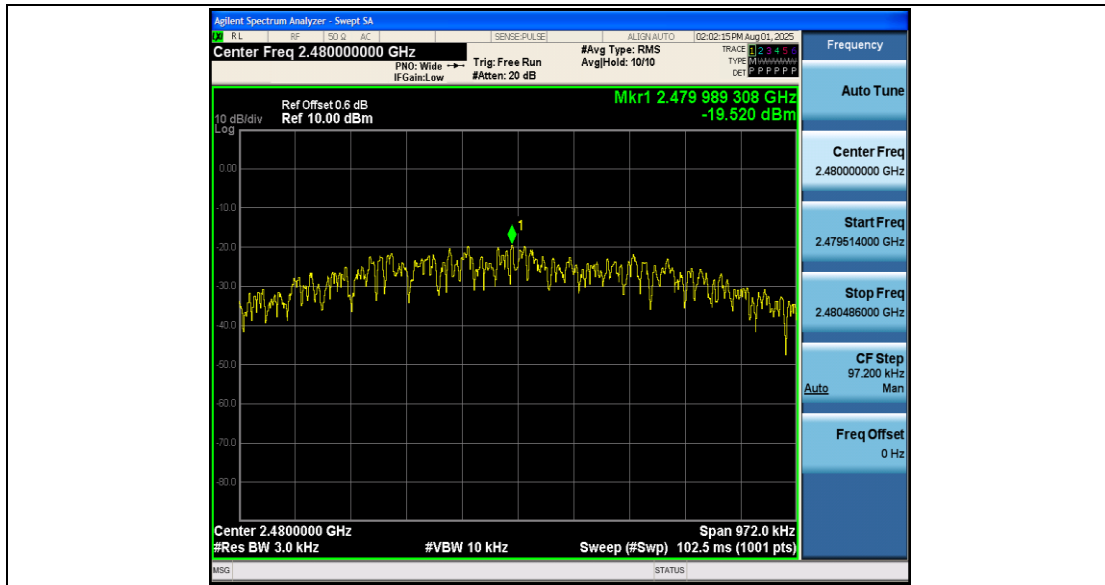 Agilent Spectrum Analyzer - Swept SA
RL RF 50 Ω AC SENSE:PULSE ALIGN AUTO 02:02:15 PM Aug 01, 2025
Center Freq 2.480000000 GHz
PNO: Wide
IFGain:Low
Trig: Free Run
#Atten: 20 dB
#Avg Type: RMS
Avg|Hold: 10/10
TRACE 1 2 3 4 5 6
TYPE M
DET P P P P P P
Frequency
Auto Tune
Center Freq
2.480000000 GHz
Start Freq
2.479514000 GHz
Stop Freq
2.480486000 GHz
CF Step
97.200 kHz
Auto Man
Freq Offset
0 Hz
Mkr1 2.479 989 308 GHz
-19.520 dBm
Ref Offset 0.6 dB
10 dB/div Ref 10.00 dBm
Log
0.00
-10.0
1
-20.0
-30.0
-40.0
-50.0
-60.0
-70.0
-80.0
Center 2.4800000 GHz Span 972.0 kHz
#Res BW 3.0 kHz #VBW 10 kHz Sweep (#Swp) 102.5 ms (1001 pts)
MSG STATUS